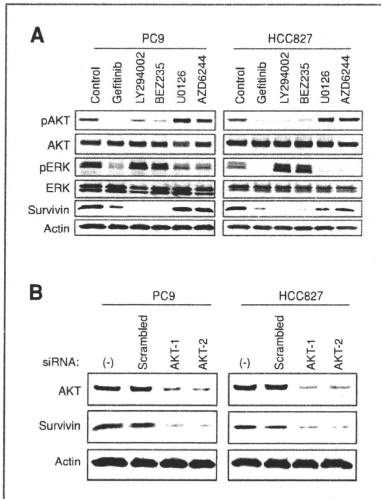 A
PC9 HCC827
Control Gefitinib LY294002 BEZ235 U0126 AZD6244 Control Gefitinib LY294002 BEZ235 U0126 AZD6244
pAKT
AKT
pERK
ERK
Survivin
Actin
B
PC9 HCC827
siRNA: (-) Scrambled AKT-1 AKT-2 (-) Scrambled AKT-1 AKT-2
AKT
Survivin
Actin